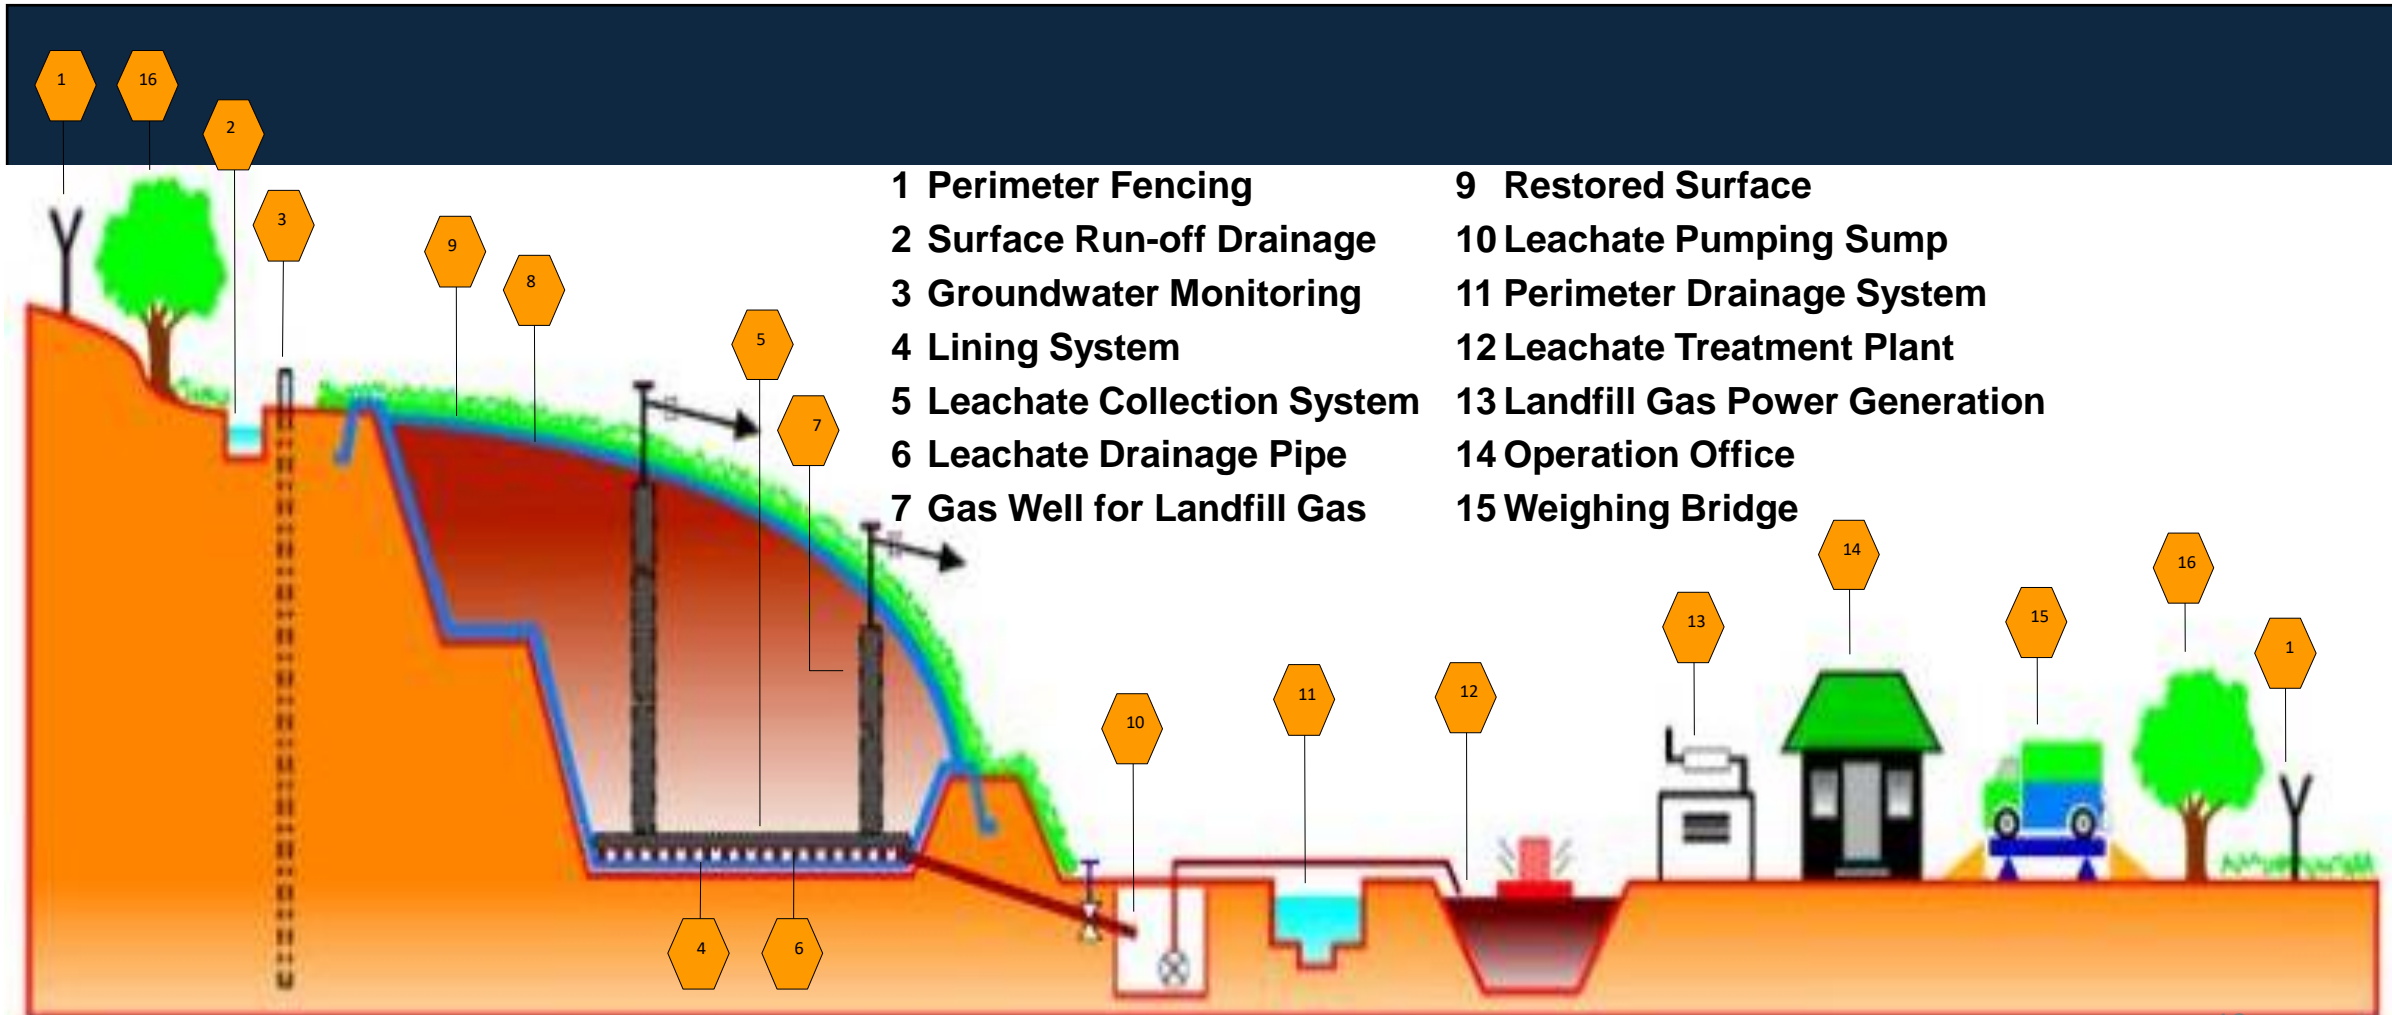 1
16
2
3
9
8
5
7
1 Perimeter Fencing
2 Surface Run-off Drainage
3 Groundwater Monitoring
4 Lining System
5 Leachate Collection System
6 Leachate Drainage Pipe
7 Gas Well for Landfill Gas
9 Restored Surface
10 Leachate Pumping Sump
11 Perimeter Drainage System
12 Leachate Treatment Plant
13 Landfill Gas Power Generation
14 Operation Office
15 Weighing Bridge
14
16
15
13
1
11
12
10
4
6